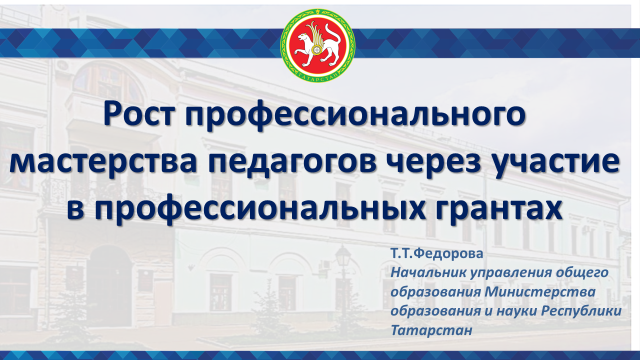 Рост профессионального
мастерства педагогов через участие
в профессиональных грантах
Т.Т.Федорова
Начальник управления общего
образования Министерства
образования и науки Республики
Татарстан